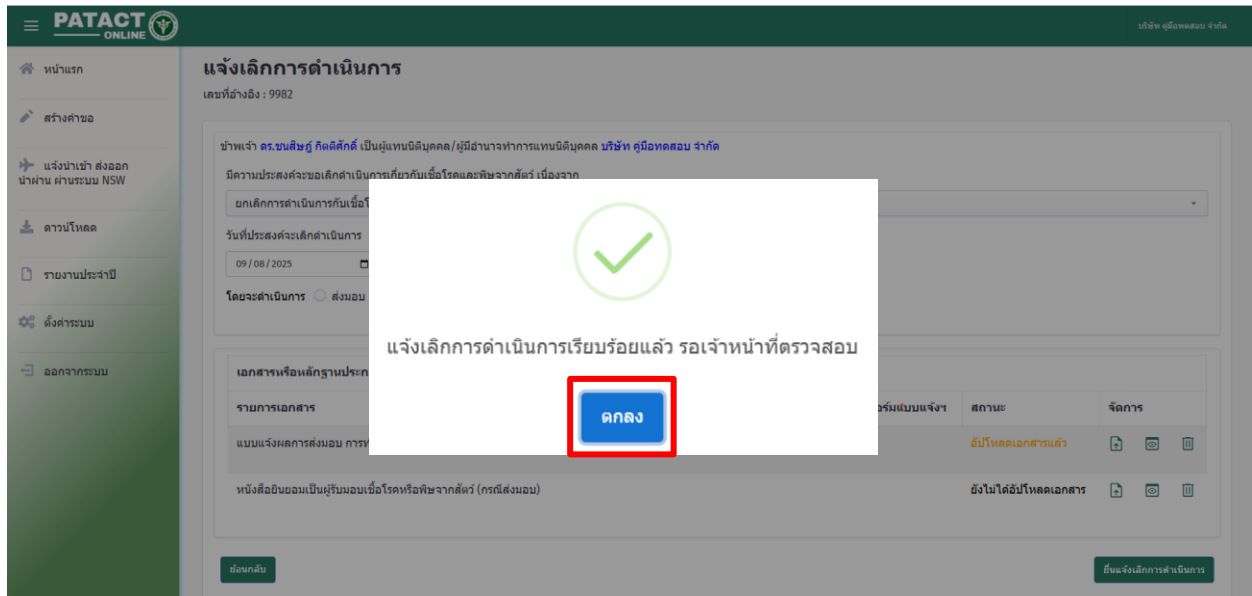 PATACT
ONLINE
บริษัท คู่มือทดสอบ จำกัด
หน้าแรก
สร้างคำขอ
แจ้งนำเข้า ส่งออก
นำผ่าน ผ่านระบบ NSW
ดาวน์โหลด
รายงานประจำปี
ตั้งค่าระบบ
ออกจากระบบ
แจ้งเลิกการดำเนินการ
เลขที่อ้างอิง : 9982
ข้าพเจ้า ดร.ชนสิษฎ์ กิตติศักดิ์ เป็นผู้แทนนิติบุคคล/ผู้มีอำนาจทำการแทนนิติบุคคล บริษัท คู่มือทดสอบ จำกัด
มีความประสงค์จะขอเลิกดำเนินการเกี่ยวกับเชื้อโรคและพิษจากสัตว์ เนื่องจาก
ยกเลิกการดำเนินการกับเชื้อ
วันที่ประสงค์จะเลิกดำเนินการ
09/08/2025
โดยจะดำเนินการ ส่งมอบ
แจ้งเลิกการดำเนินการเรียบร้อยแล้ว รอเจ้าหน้าที่ตรวจสอบ
ตกลง
เอกสารหรือหลักฐานประก
รายการเอกสาร ร์มแบบแจ้งฯ สถานะ จัดการ
แบบแจ้งผลการส่งมอบ การ อัปโหลดเอกสารแล้ว
หนังสือยินยอมเป็นผู้รับมอบเชื้อโรคหรือพิษจากสัตว์ (กรณีส่งมอบ) ยังไม่ได้อัปโหลดเอกสาร
ย้อนกลับ ยื่นแจ้งเลิกการดำเนินการ